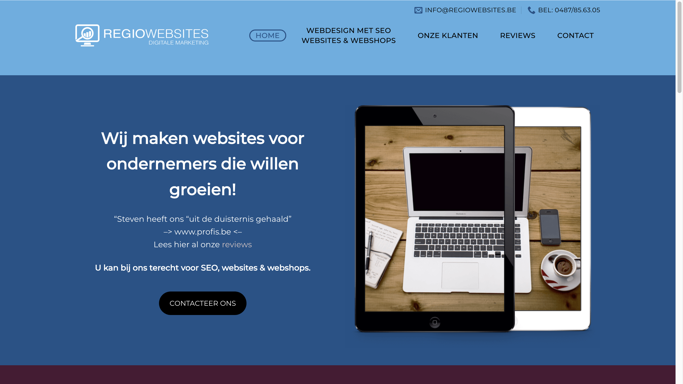 INFO@REGIOWEBSITES.BE
BEL: 0487/85.63.05
REGIOWEBSITES
DIGITALE MARKETING
HOME
WEBDESIGN MET SEO
WEBSITES & WEBSHOPS
ONZE KLANTEN
REVIEWS
CONTACT
Wij maken websites voor
ondernemers die willen
groeien!
“Steven heeft ons “uit de duisternis gehaald”
–> www.profis.be <–
Lees hier al onze reviews
U kan bij ons terecht voor SEO, websites & webshops.
CONTACTEER ONS